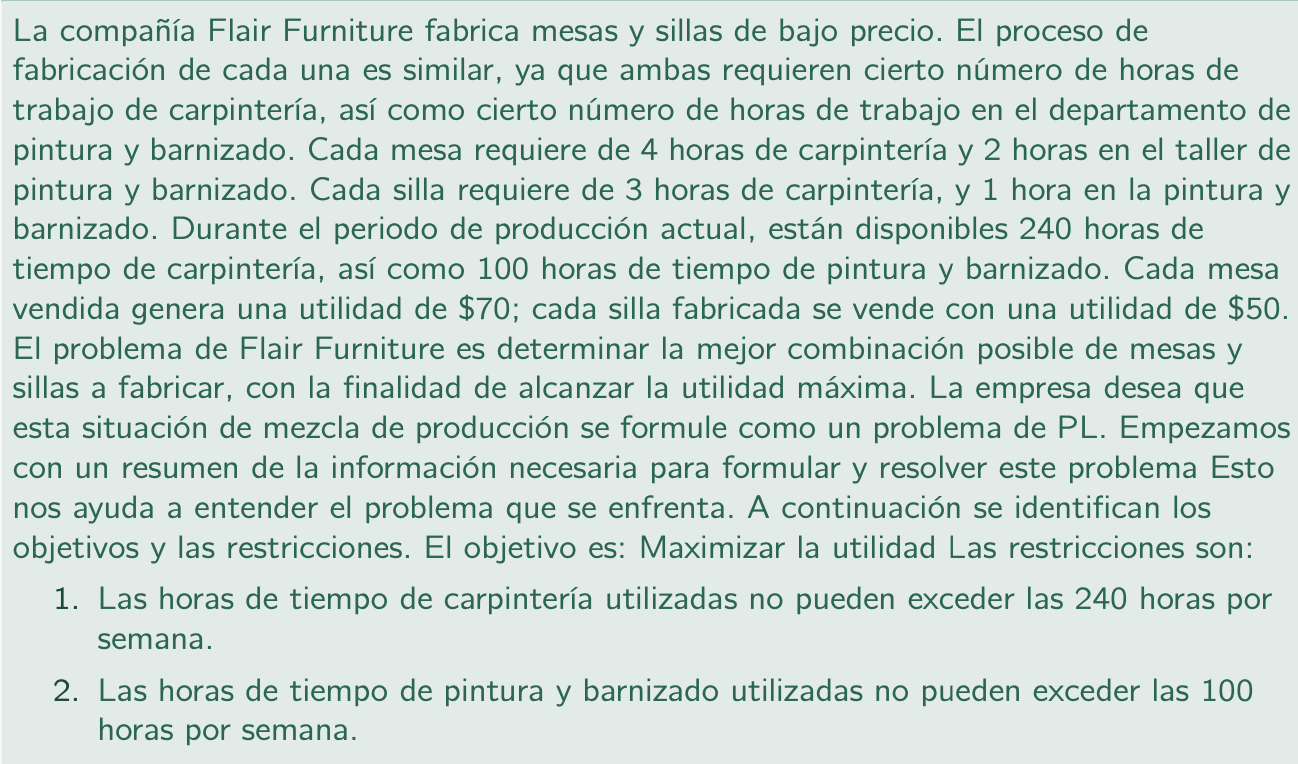 La compañía Flair Furniture fabrica mesas y sillas de bajo precio. El proceso de
fabricación de cada una es similar, ya que ambas requieren cierto número de horas de
trabajo de carpintería, así como cierto número de horas de trabajo en el departamento de
pintura y barnizado. Cada mesa requiere de 4 horas de carpintería y 2 horas en el taller de
pintura y barnizado. Cada silla requiere de 3 horas de carpintería, y 1 hora en la pintura y
barnizado. Durante el periodo de producción actual, están disponibles 240 horas de
tiempo de carpintería, así como 100 horas de tiempo de pintura y barnizado. Cada mesa
vendida genera una utilidad de $70; cada silla fabricada se vende con una utilidad de $50.
El problema de Flair Furniture es determinar la mejor combinación posible de mesas y
sillas a fabricar, con la finalidad de alcanzar la utilidad máxima. La empresa desea que
esta situación de mezcla de producción se formule como un problema de PL. Empezamos
con un resumen de la información necesaria para formular y resolver este problema Esto
nos ayuda a entender el problema que se enfrenta. A continuación se identifican los
objetivos y las restricciones. El objetivo es: Maximizar la utilidad Las restricciones son:
1. Las horas de tiempo de carpintería utilizadas no pueden exceder las 240 horas por
semana.
2. Las horas de tiempo de pintura y barnizado utilizadas no pueden exceder las 100
horas por semana.